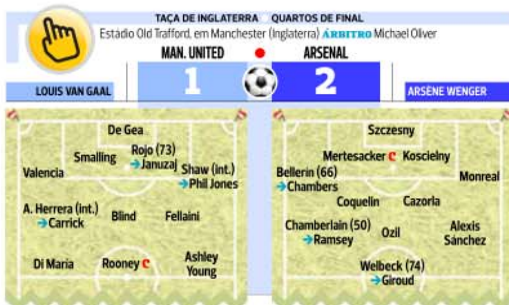 TAÇA DE INGLATERRA QUARTOS DE FINAL
Estádio Old Trafford, em Manchester (Inglaterra) ÁRBITRO Michael Oliver
MAN. UNITED ARSENAL
1 2
LOUIS VAN GAAL ARSÈNE WENGER
De Gea
Smalling
Rojo (73)
Januzaj
Valencia
Shaw (int.)
Phil Jones
A. Herrera (int.)
Carrick
Blind
Fellaini
Di María
Rooney C
Ashley
Young
Szczesny
Mertesacker C Koscielny
Bellerín (66)
Chambers
Monreal
Coquelin
Cazorla
Chamberlain (50)
Ramsey
Ozil
Alexis
Sánchez
Welbeck (74)
Giroud